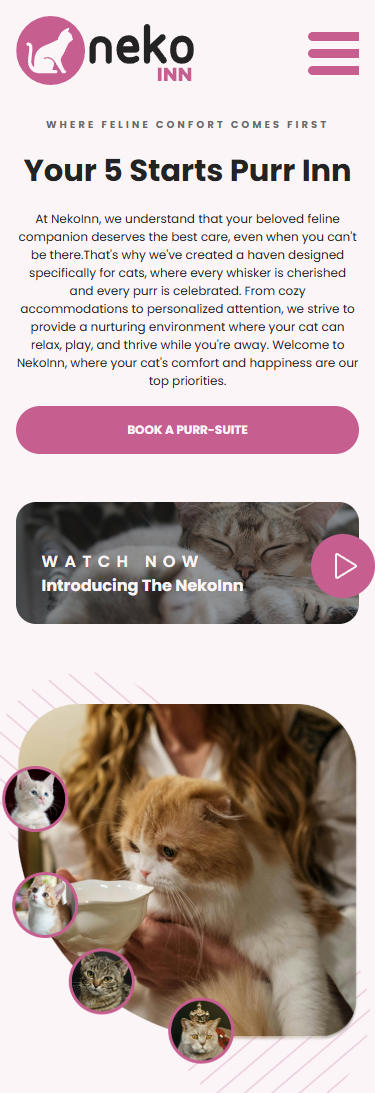 neko
INN
WHERE FELINE CONFORT COMES FIRST
Your 5 Starts Purr Inn
At NekoInn, we understand that your beloved feline
companion deserves the best care, even when you can't
be there.That's why we've created a haven designed
specifically for cats, where every whisker is cherished
and every purr is celebrated. From cozy
accommodations to personalized attention, we strive to
provide a nurturing environment where your cat can
relax, play, and thrive while you're away. Welcome to
NekoInn, where your cat's comfort and happiness are our
top priorities.
BOOK A PURR-SUITE
WATCH NOW
Introducing The NekoInn